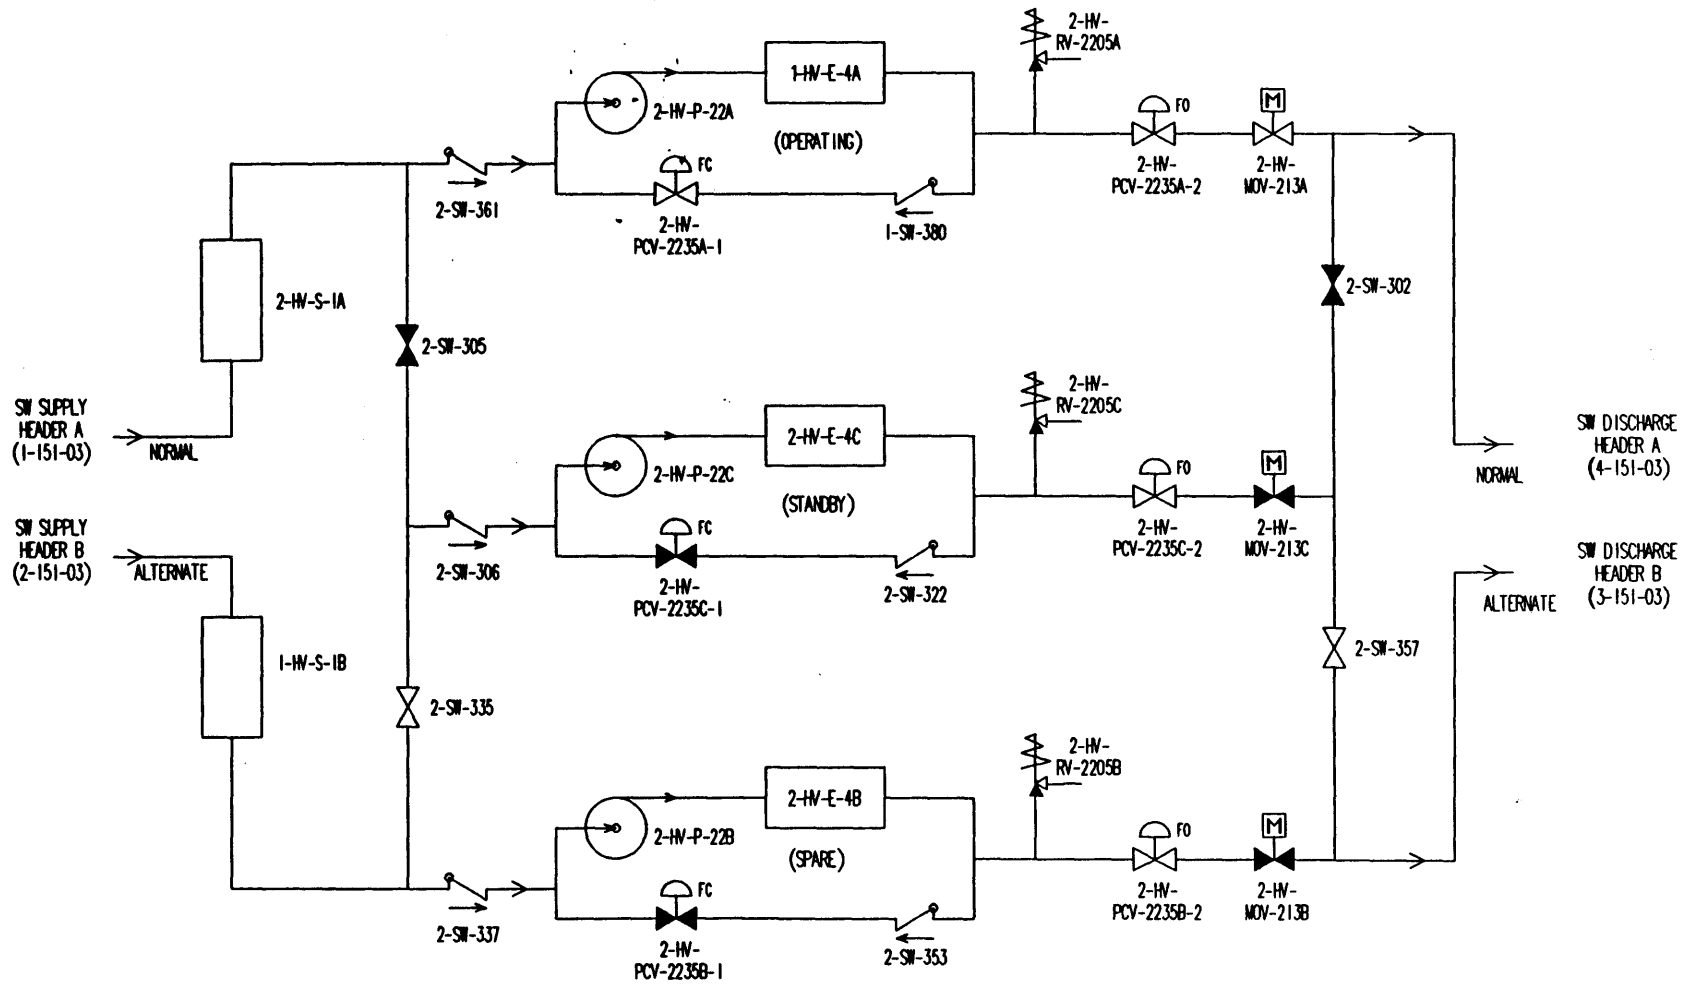 2-HV-
RV-2205A
1-HV-E-4A
2-HV-P-22A
(OPERATING)
FO
M
2-HV-
PCV-2235A-2
2-HV-
MOV-213A
FC
2-SW-361
2-HV-
PCV-2235A-1
1-SW-380
2-HV-S-1A
2-SW-305
2-SW-302
SW SUPPLY
HEADER A
(1-151-03)
NORMAL
2-HV-
RV-2205C
2-HV-E-4C
2-HV-P-22C
(STANDBY)
FO
M
2-HV-
PCV-2235C-2
2-HV-
MOV-213C
SW DISCHARGE
HEADER A
(4-151-03)
NORMAL
SW SUPPLY
HEADER B
(2-151-03)
ALTERNATE
FC
2-SW-306
2-HV-
PCV-2235C-1
2-SW-322
SW DISCHARGE
HEADER B
(3-151-03)
ALTERNATE
1-HV-S-1B
2-SW-335
2-SW-357
2-HV-
RV-2205B
2-HV-E-4B
2-HV-P-22B
(SPARE)
FO
M
2-HV-
PCV-2235B-2
2-HV-
MOV-213B
FC
2-SW-337
2-HV-
PCV-2235B-1
2-SW-353